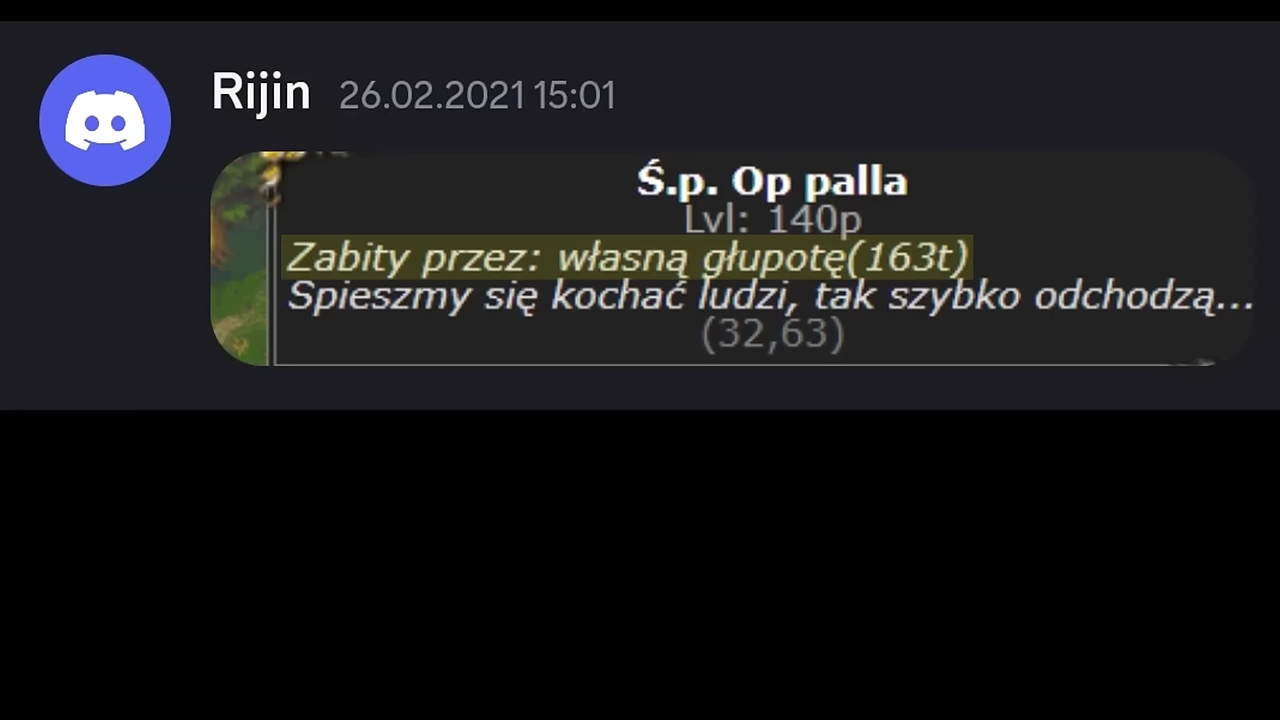 Rijin 26.02.2021 15:01
Ś.p. Op palla
Lvl: 140p
Zabity przez: własną głupotę(163t)
Spieszmy się kochać ludzi, tak szybko odchodzą...
(32,63)